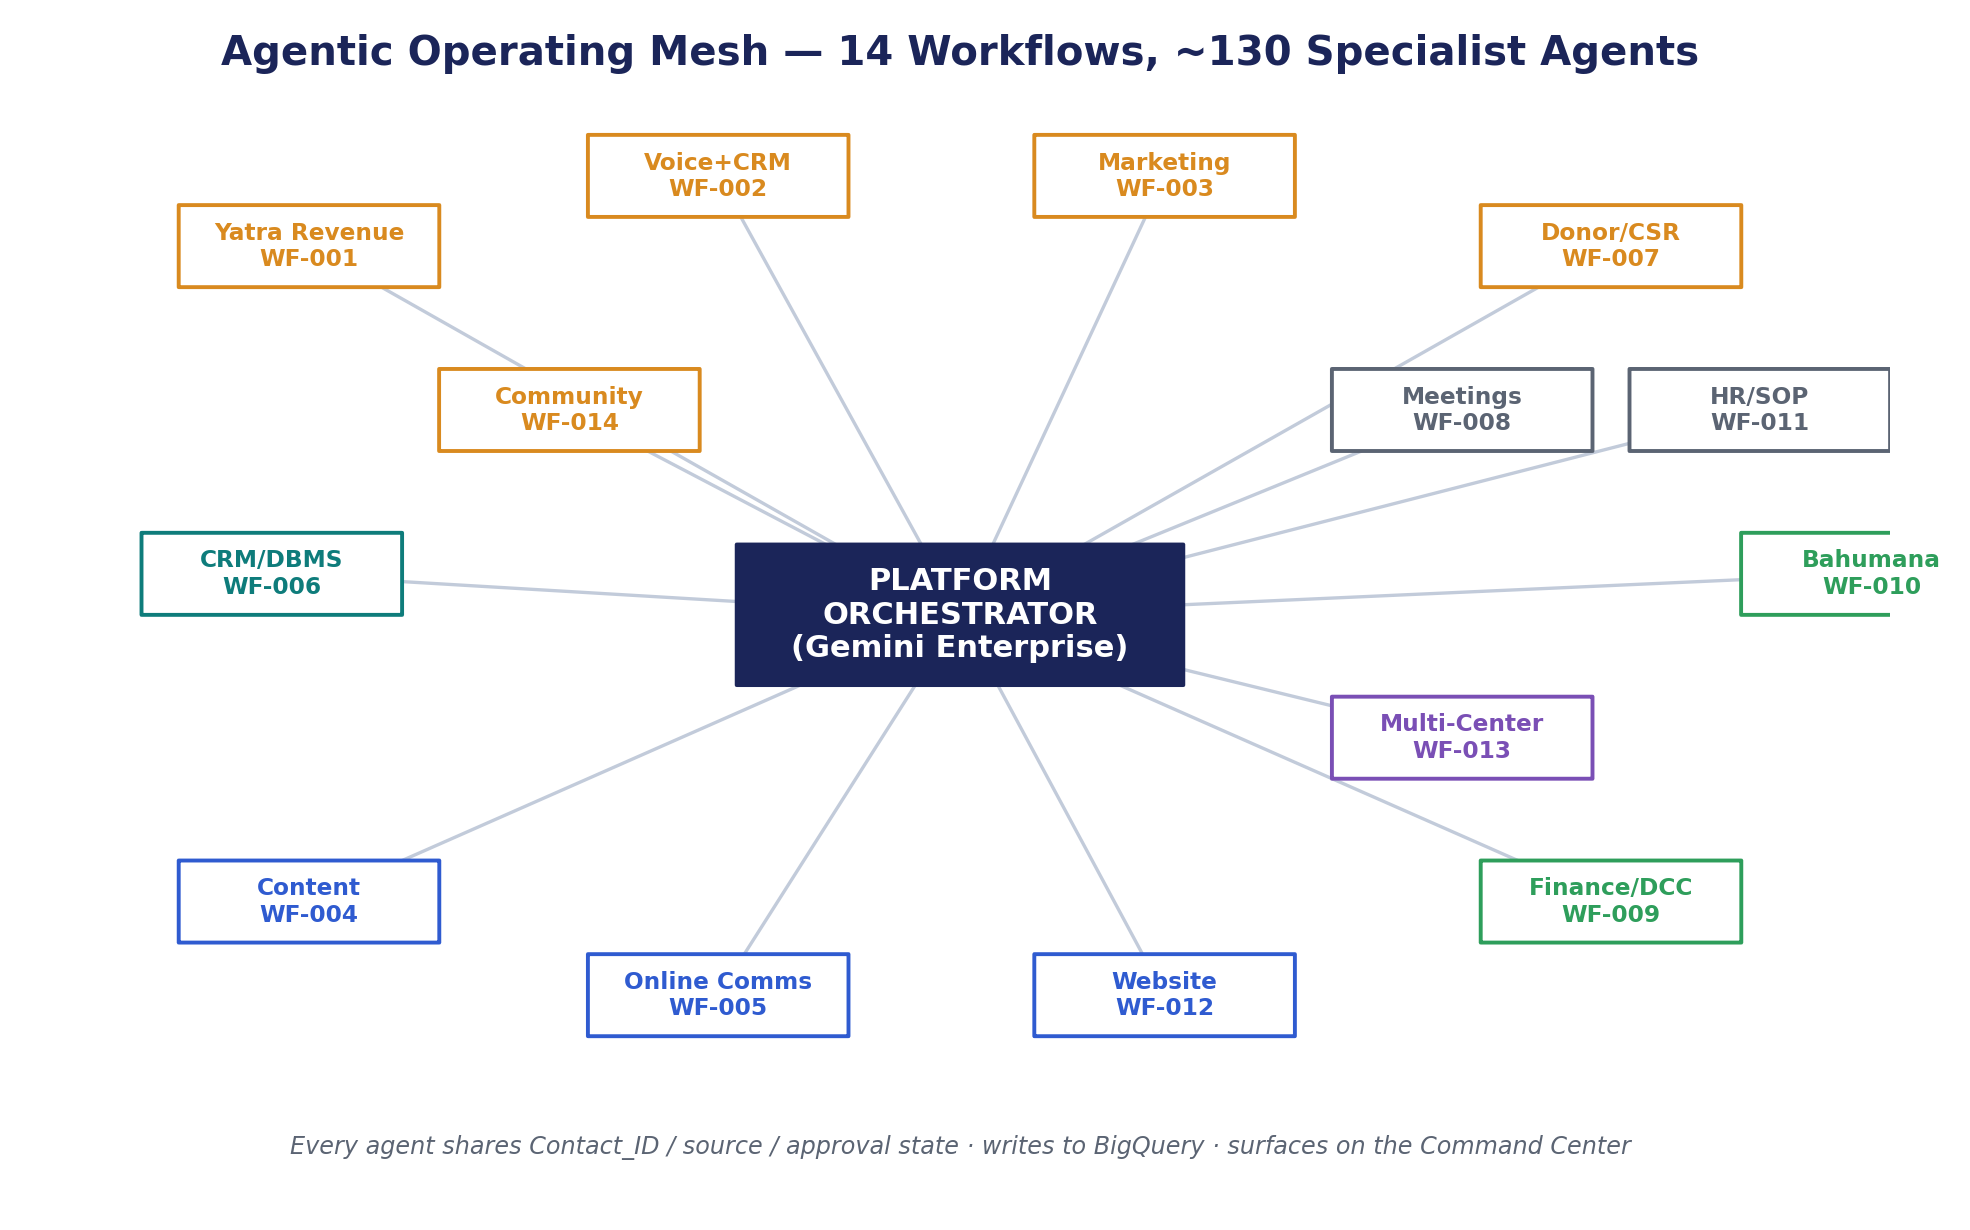 Agentic Operating Mesh — 14 Workflows, ~130 Specialist Agents
Voice+CRM
WF-002
Marketing
WF-003
Yatra Revenue
WF-001
Donor/CSR
WF-007
Community
WF-014
Meetings
WF-008
HR/SOP
WF-011
CRM/DBMS
WF-006
PLATFORM
ORCHESTRATOR
(Gemini Enterprise)
Bahumana
WF-010
Multi-Center
WF-013
Content
WF-004
Finance/DCC
WF-009
Online Comms
WF-005
Website
WF-012
Every agent shares Contact_ID / source / approval state · writes to BigQuery · surfaces on the Command Center